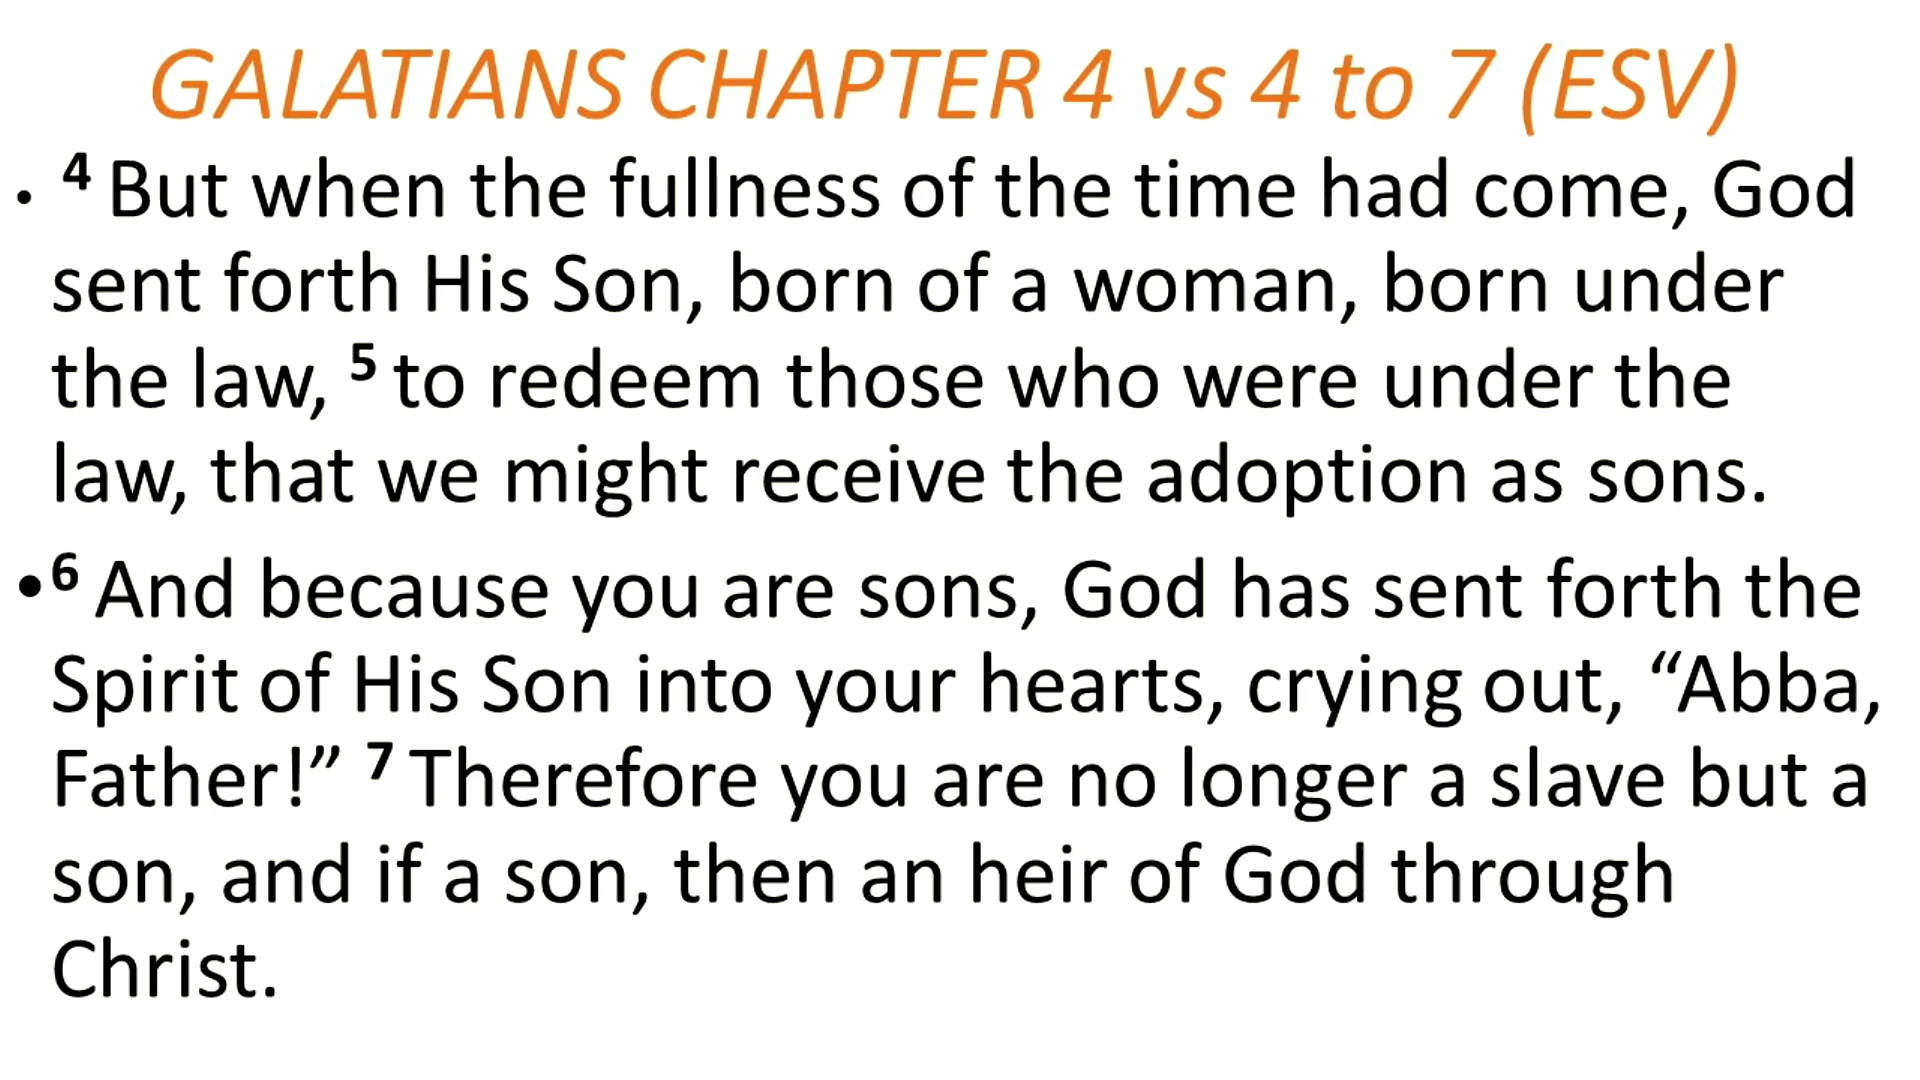 GALATIANS CHAPTER 4 vs 4 to 7 (ESV)
• 4 But when the fullness of the time had come, God
sent forth His Son, born of a woman, born under
the law, 5 to redeem those who were under the
law, that we might receive the adoption as sons.
• 6 And because you are sons, God has sent forth the
Spirit of His Son into your hearts, crying out, “Abba,
Father!” 7 Therefore you are no longer a slave but a
son, and if a son, then an heir of God through
Christ.